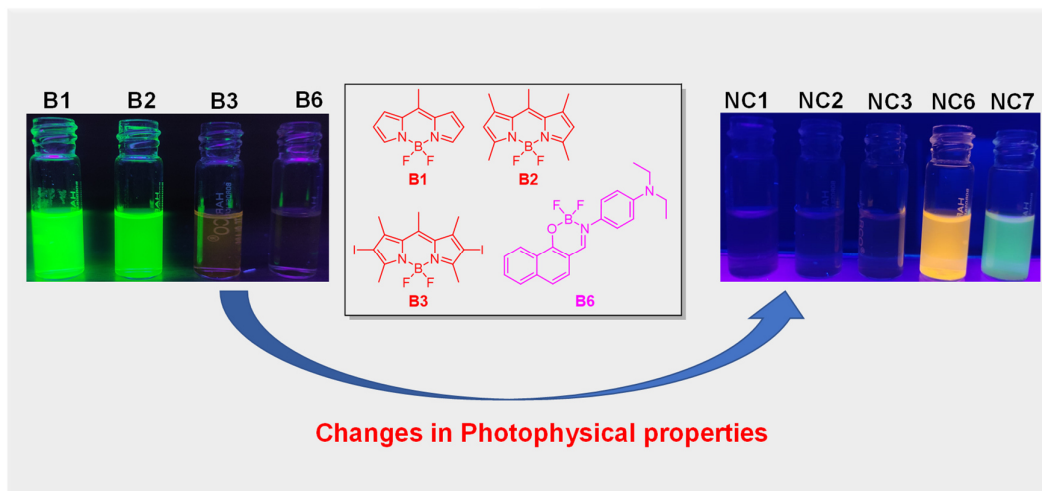 B1 B2 B3 B6
NC1 NC2 NC3 NC6 NC7
N
N
B
F
F
B1
N
N
B
F
F
B2
I
I
N
N
B
F
F
B3
N
F
F
B
O
N
B6
Changes in Photophysical properties